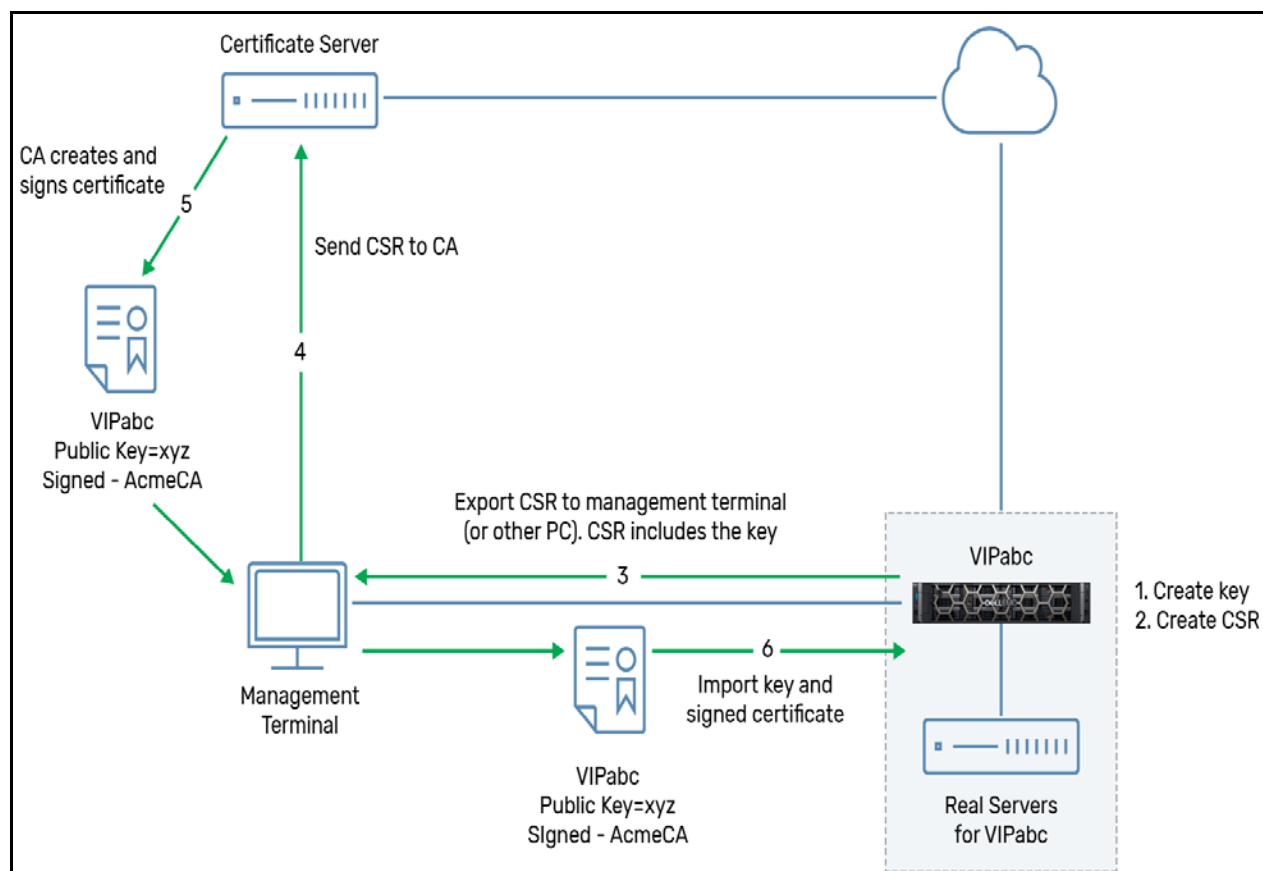 Certificate Server
CA creates and
signs certificate
5
Send CSR to CA
4
VIPabc
Public Key=xyz
Signed - AcmeCA
Export CSR to management terminal
(or other PC). CSR includes the key
3
VIPabc
DELL EMC
1. Create key
2. Create CSR
6
Import key and
signed certificate
Management
Terminal
VIPabc
Public Key=xyz
SIgned - AcmeCA
Real Servers
for VIPabc